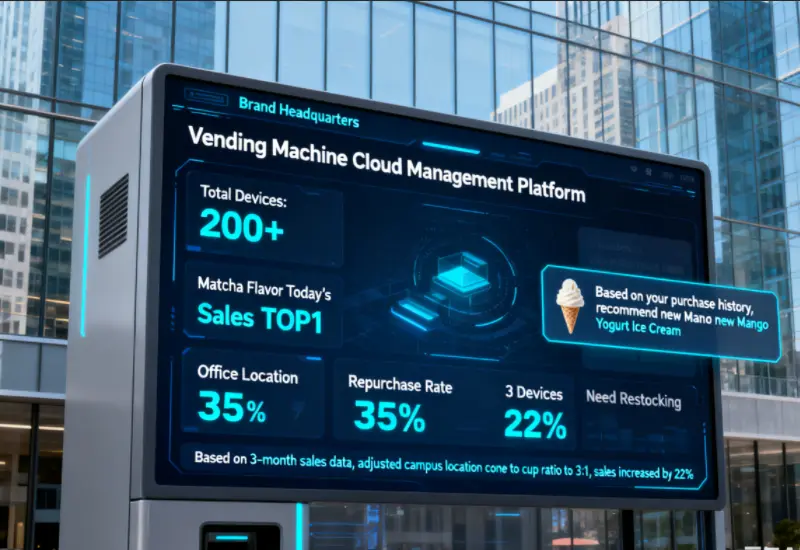 Brand Headquarters
Vending Machine Cloud Management Platform
Total Devices:
200+
Matcha Flavor Today's
Sales TOP1
Based on your purchase history,
recommend new Mano new Mango
Yogurt Ice Cream
Office Location
35%
Repurchase Rate
35%
3 Devices
22%
Need Restocking
Based on 3-month sales data, adjusted campus location cone to cup ratio to 3:1, sales increased by 22%